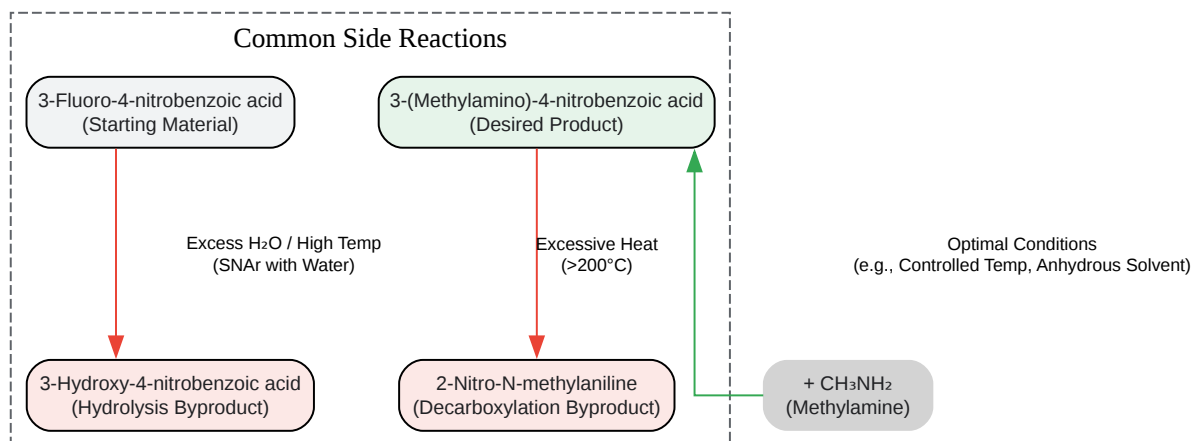 Common Side Reactions
3-Fluoro-4-nitrobenzoic acid
(Starting Material)
3-(Methylamino)-4-nitrobenzoic acid
(Desired Product)
Excess H₂O / High Temp
(SNAr with Water)
Excessive Heat
(>200°C)
Optimal Conditions
(e.g., Controlled Temp, Anhydrous Solvent)
3-Hydroxy-4-nitrobenzoic acid
(Hydrolysis Byproduct)
2-Nitro-N-methylaniline
(Decarboxylation Byproduct)
+ CH₃NH₂
(Methylamine)